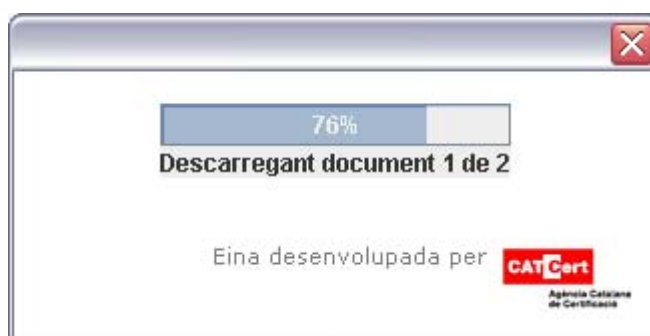 76%
Descarregant document 1 de 2
Eina desenvolupada per
CATCert
Agència Catalana
de Certificació